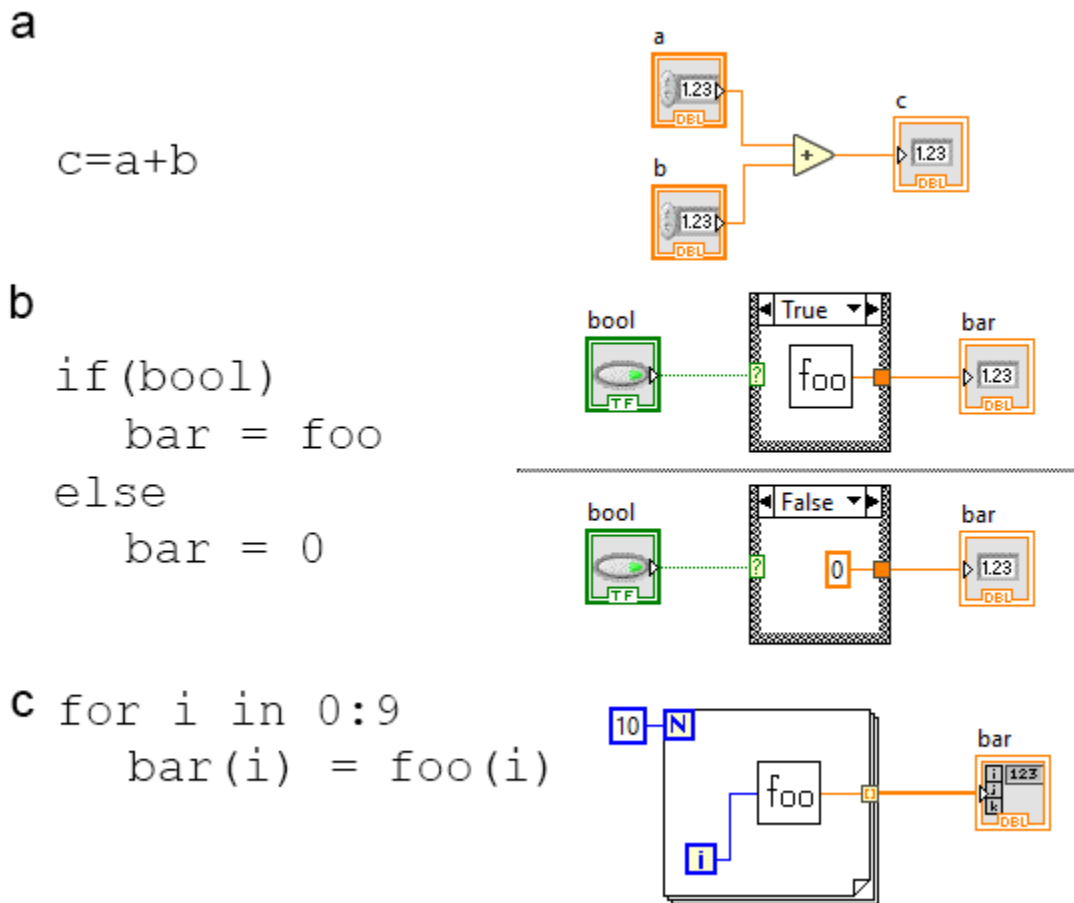 a
c=a+b
a
1.23
DBL
b
1.23
DBL
+
c
1.23
DBL
b
if(bool)
bar = foo
else
bar = 0
bool
TF
True
?
foo
bar
1.23
DBL
bool
TF
False
?
0
bar
1.23
DBL
c
for i in 0:9
bar(i) = foo(i)
10
N
foo
i
bar
i
j
k
123
DBL